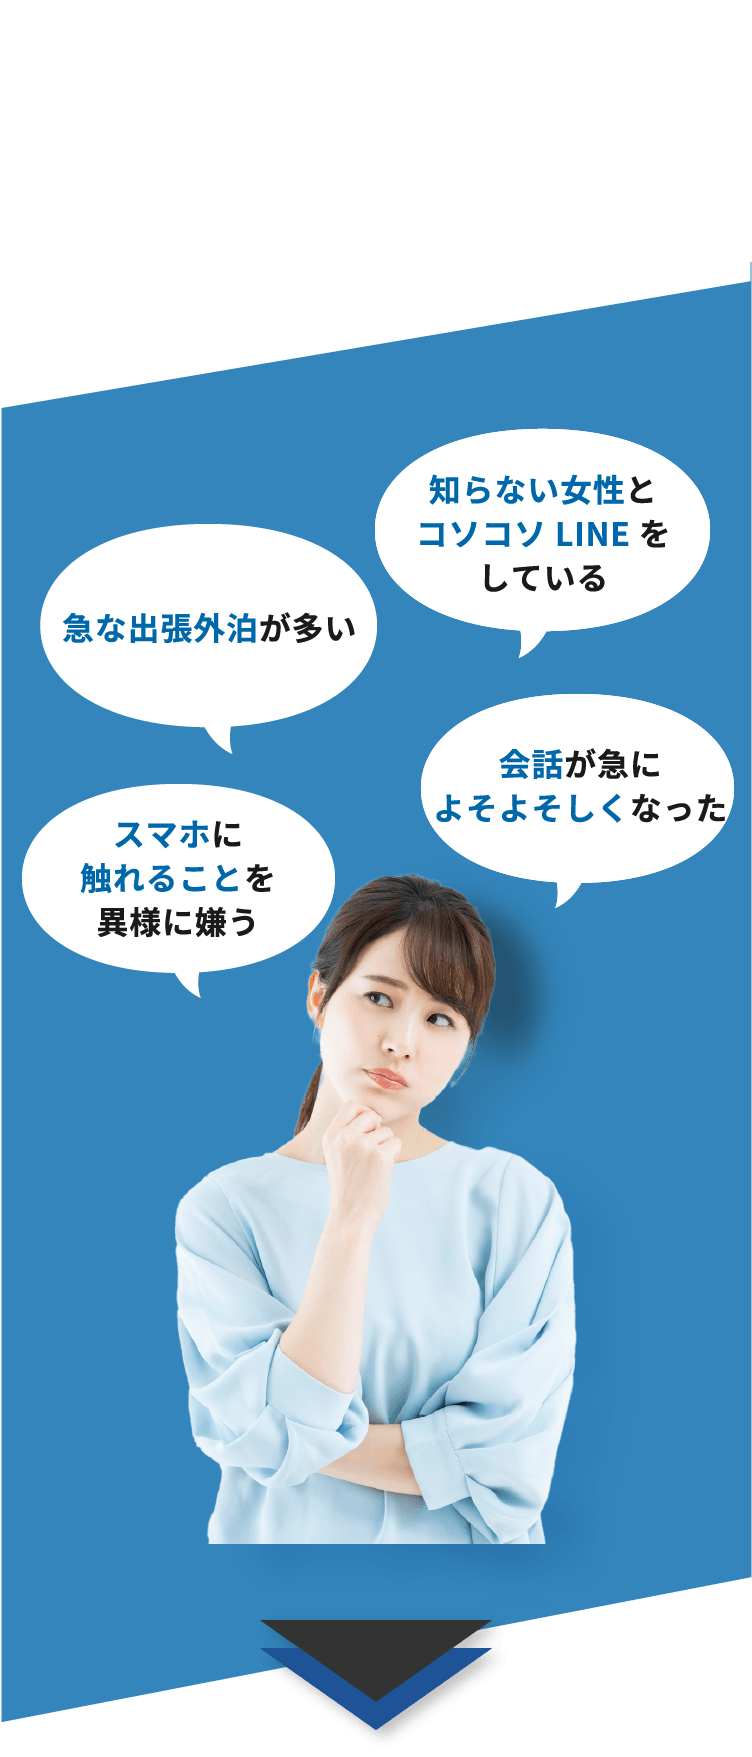 知らない女性と
コソコソ LINE を
している
急な出張外泊が多い
会話が急に
よそよそしくなった
スマホに
触れることを
異様に嫌う